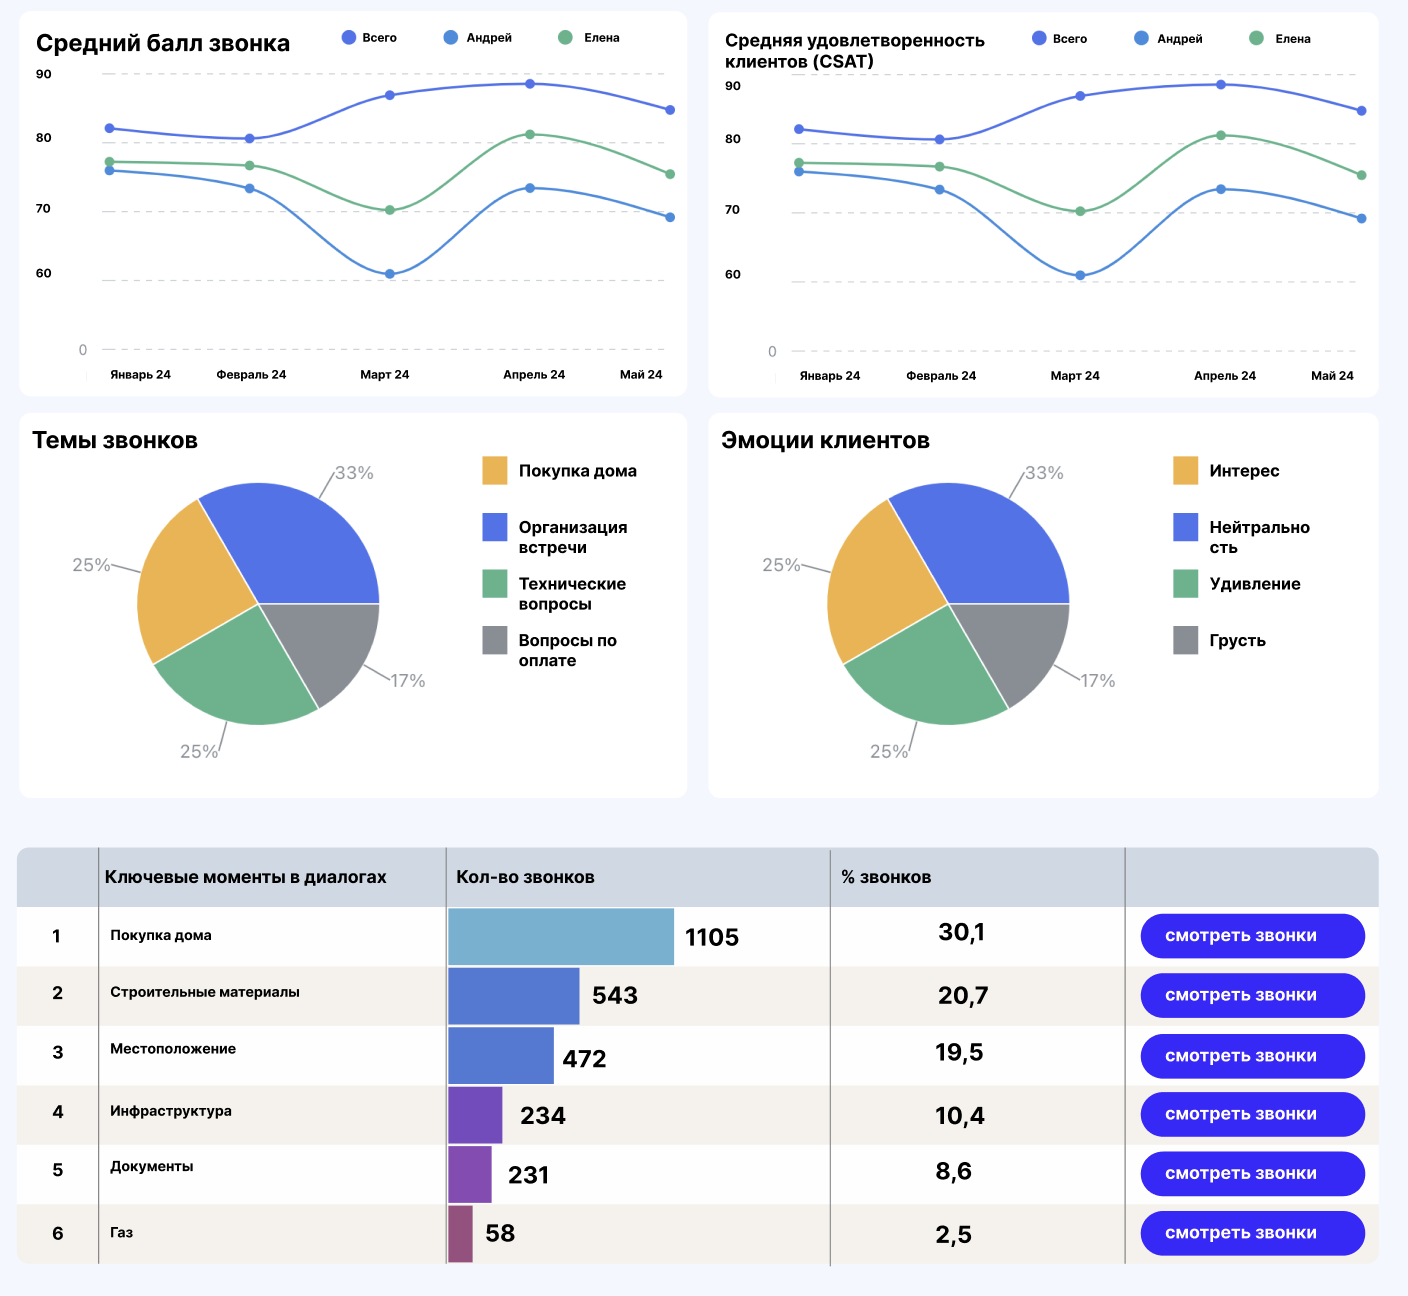 Средний балл звонка
Всего
Андрей
Елена
90
80
70
60
0
Январь 24
Февраль 24
Март 24
Апрель 24
Май 24
Средняя удовлетворенность
клиентов (CSAT)
Всего
Андрей
Елена
90
80
70
60
0
Январь 24
Февраль 24
Март 24
Апрель 24
Май 24
Темы звонков
33%
25%
17%
25%
Покупка дома
Организация
встречи
Технические
вопросы
Вопросы по
оплате
Эмоции клиентов
33%
25%
17%
25%
Интерес
Нейтрально
сть
Удивление
Грусть
Ключевые моменты в диалогах
Кол-во звонков
% звонков
1
Покупка дома
1105
30,1
смотреть звонки
2
Строительные материалы
543
20,7
смотреть звонки
3
Местоположение
472
19,5
смотреть звонки
4
Инфраструктура
234
10,4
смотреть звонки
5
Документы
231
8,6
смотреть звонки
6
Газ
58
2,5
смотреть звонки